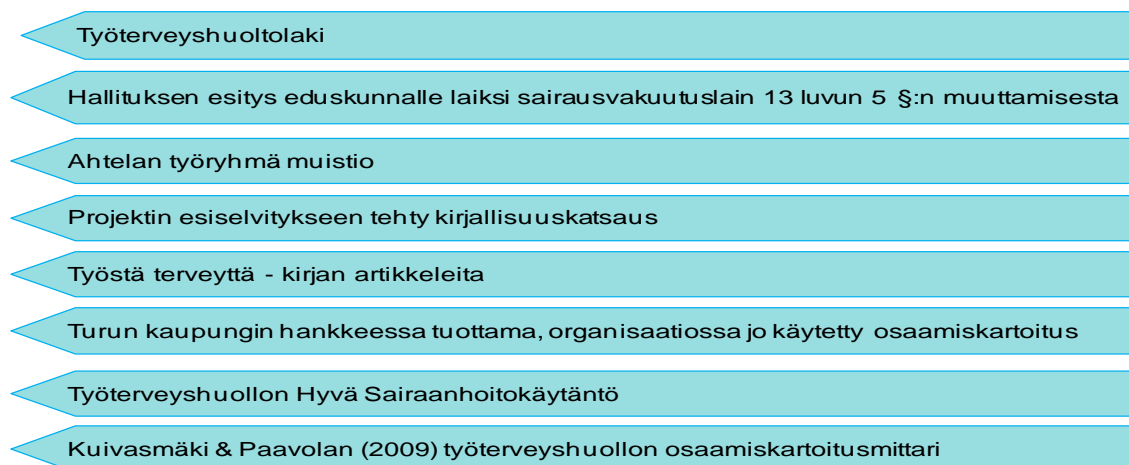 Työterveyshuoltolaki
Hallituksen esitys eduskunnalle laiksi sairausvakuutuslain 13 luvun 5 §:n muuttamisesta
Ahtelan työryhmä muistio
Projektin esiselvitykseen tehty kirjallisuuskatsaus
Työstä terveyttä - kirjan artikkeleita
Turun kaupungin hankkeessa tuottama, organisaatiossa jo käytetty osaamiskartoitus
Työterveyshuollon Hyvä Sairaanhoitokäytäntö
Kuivasmäki & Paavolan (2009) työterveyshuollon osaamiskartoitusmittari